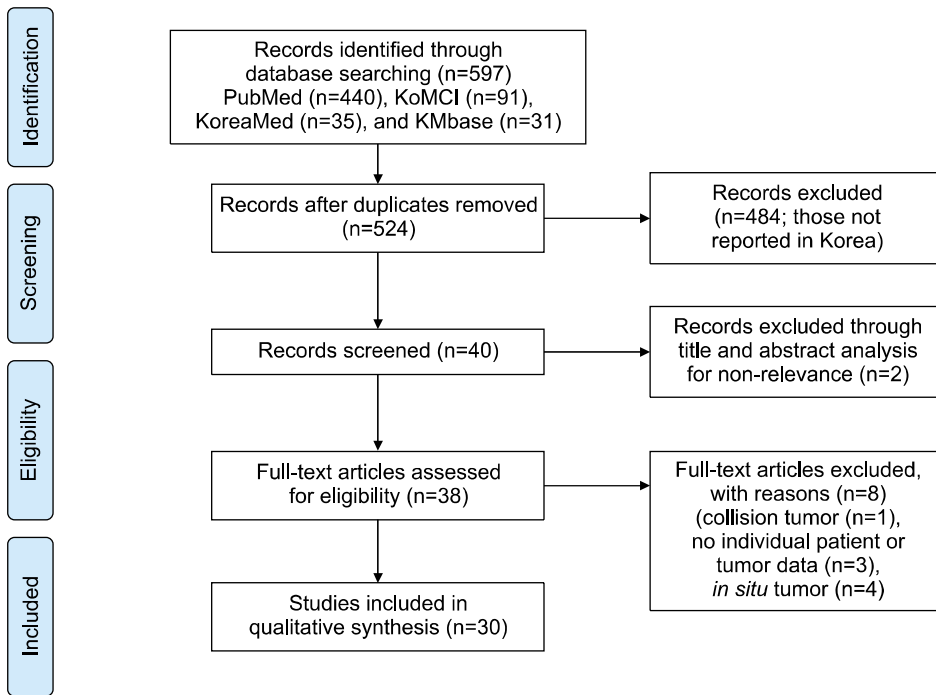 Identification
Records identified through
database searching (n=597)
PubMed (n=440), KoMCI (n=91),
KoreaMed (n=35), and KMbase (n=31)
Screening
Records after duplicates removed
(n=524)
Records excluded
(n=484; those not
reported in Korea)
Records screened (n=40)
Records excluded through
title and abstract analysis
for non-relevance (n=2)
Eligibility
Full-text articles assessed
for eligibility (n=38)
Full-text articles excluded,
with reasons (n=8)
(collision tumor (n=1),
no individual patient or
tumor data (n=3),
in situ tumor (n=4)
Included
Studies included in
qualitative synthesis (n=30)